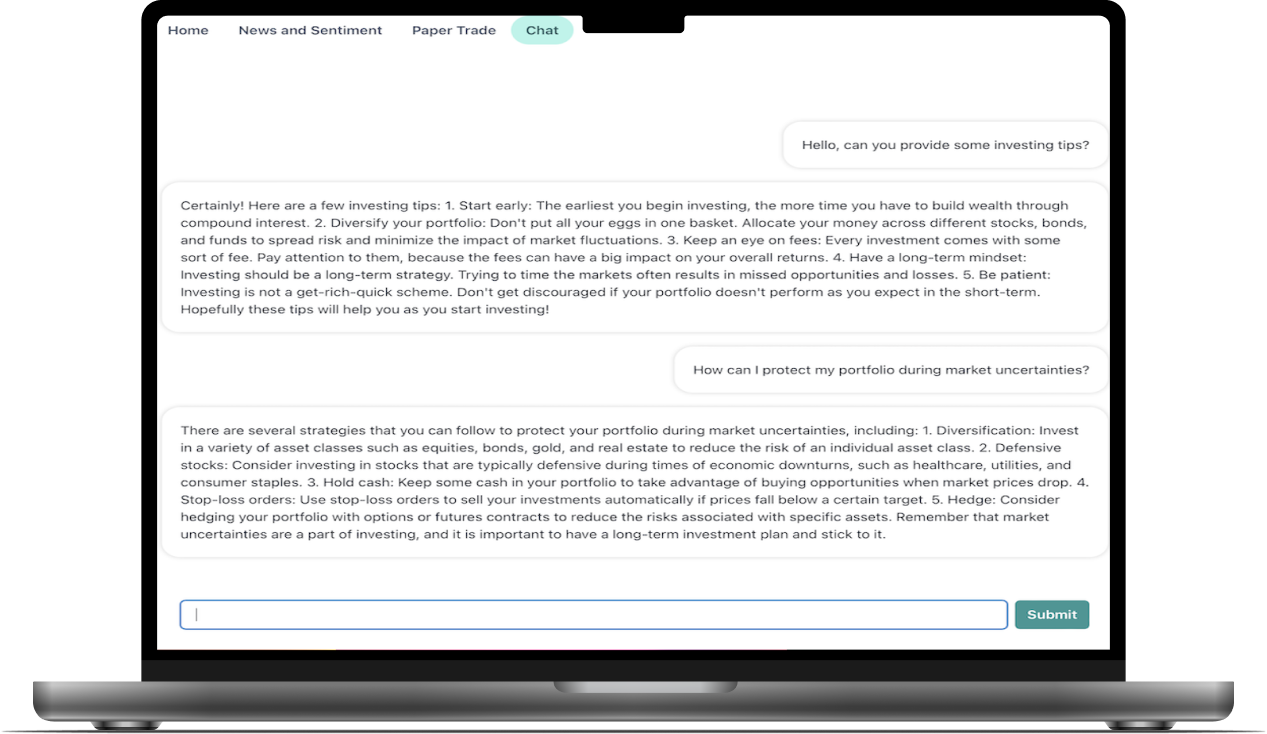 Home News and Sentiment Paper Trade Chat
Hello, can you provide some investing tips?
Certainly! Here are a few investing tips: 1. Start early: The earliest you begin investing, the more time you have to build wealth through
compound interest. 2. Diversify your portfolio: Don't put all your eggs in one basket. Allocate your money across different stocks, bonds,
and funds to spread risk and minimize the impact of market fluctuations. 3. Keep an eye on fees: Every investment comes with some
sort of fee. Pay attention to them, because the fees can have a big impact on your overall returns. 4. Have a long-term mindset:
Investing should be a long-term strategy. Trying to time the markets often results in missed opportunities and losses. 5. Be patient:
Investing is not a get-rich-quick scheme. Don't get discouraged if your portfolio doesn't perform as you expect in the short-term.
Hopefully these tips will help you as you start investing!
How can I protect my portfolio during market uncertainties?
There are several strategies that you can follow to protect your portfolio during market uncertainties, including: 1. Diversification: Invest
in a variety of asset classes such as equities, bonds, gold, and real estate to reduce the risk of an individual asset class. 2. Defensive
stocks: Consider investing in stocks that are typically defensive during times of economic downturns, such as healthcare, utilities, and
consumer staples. 3. Hold cash: Keep some cash in your portfolio to take advantage of buying opportunities when market prices drop. 4.
Stop-loss orders: Use stop-loss orders to sell your investments automatically if prices fall below a certain target. 5. Hedge: Consider
hedging your portfolio with options or futures contracts to reduce the risks associated with specific assets. Remember that market
uncertainties are a part of investing, and it is important to have a long-term investment plan and stick to it.
Submit